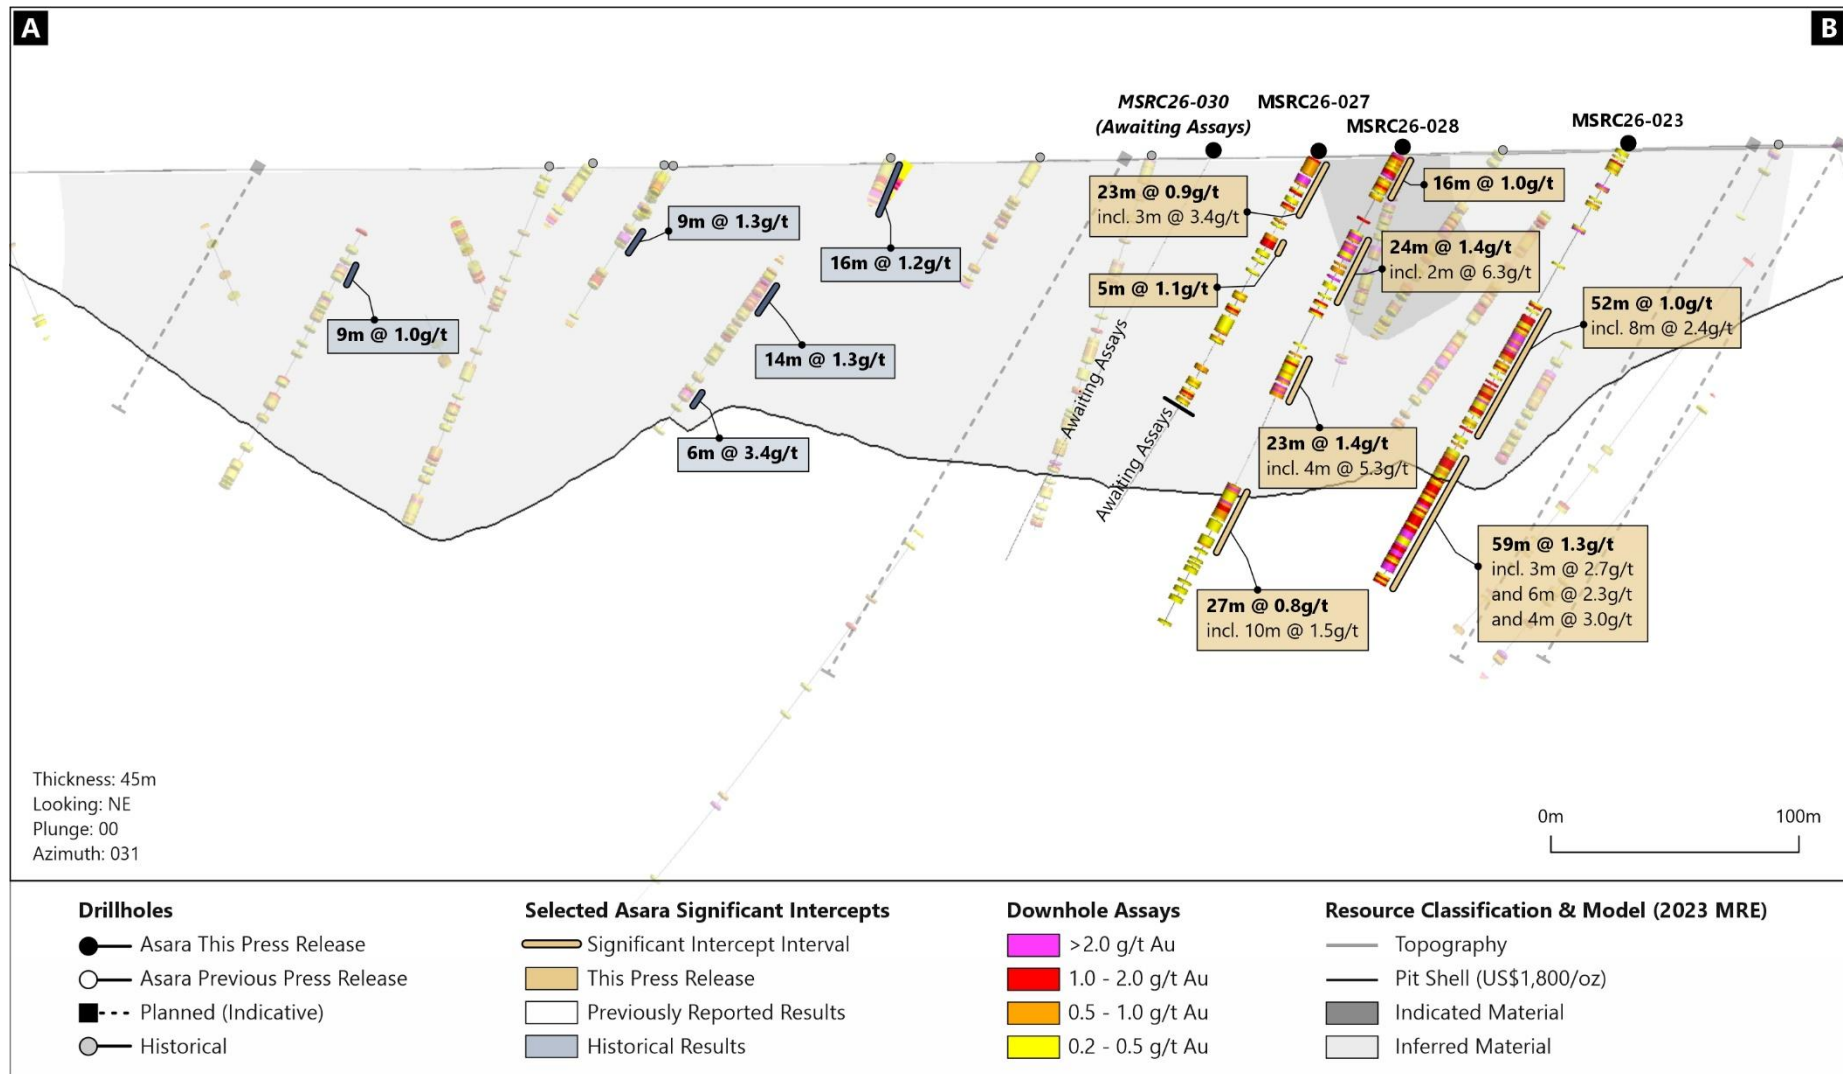 A
B
MSRC26-030
(Awaiting Assays)
MSRC26-027
MSRC26-028
MSRC26-023
23m @ 0.9g/t
incl. 3m @ 3.4g/t
16m @ 1.0g/t
9m @ 1.3g/t
16m @ 1.2g/t
24m @ 1.4g/t
incl. 2m @ 6.3g/t
5m @ 1.1g/t
52m @ 1.0g/t
incl. 8m @ 2.4g/t
9m @ 1.0g/t
14m @ 1.3g/t
Awaiting Assays
Awaiting Assays
6m @ 3.4g/t
23m @ 1.4g/t
incl. 4m @ 5.3g/t
59m @ 1.3g/t
incl. 3m @ 2.7g/t
and 6m @ 2.3g/t
and 4m @ 3.0g/t
27m @ 0.8g/t
incl. 10m @ 1.5g/t
Thickness: 45m
Looking: NE
Plunge: 00
Azimuth: 031
0m
100m
Drillholes
Asara This Press Release
Asara Previous Press Release
Planned (Indicative)
Historical
Selected Asara Significant Intercepts
Significant Intercept Interval
This Press Release
Previously Reported Results
Historical Results
Downhole Assays
>2.0 g/t Au
1.0 - 2.0 g/t Au
0.5 - 1.0 g/t Au
0.2 - 0.5 g/t Au
Resource Classification & Model (2023 MRE)
Topography
Pit Shell (US$1,800/oz)
Indicated Material
Inferred Material